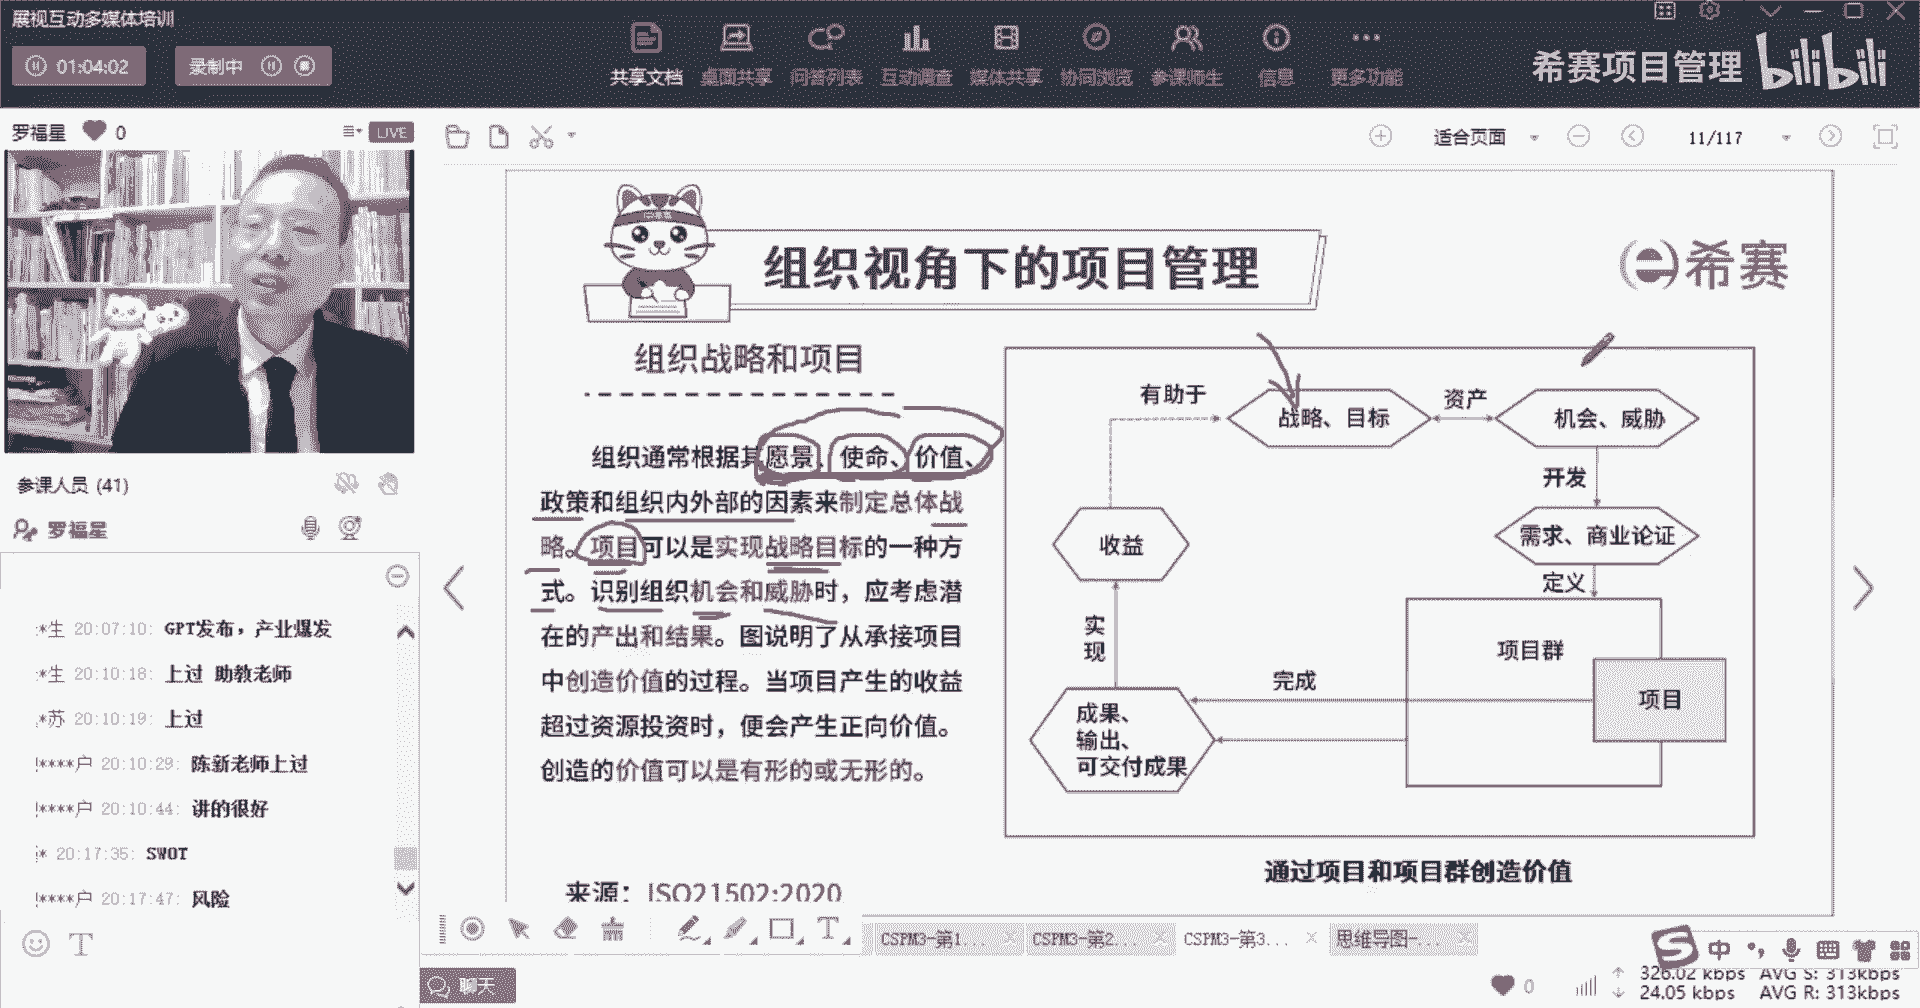 展视互动多媒体培训
01:04:02
录制中
共享文档 桌面共享 问答列表 互动调查 媒体共享 协同浏览 参课师生 信息 更多功能
希赛项目管理 bilibili
罗福星 0 LIVE
适合页面 11/117
组织视角下的项目管理
希赛
组织战略和项目
组织通常根据其愿景、使命、价值、
政策和组织内外部的因素来制定总体战
略。项目可以是实现战略目标的一种方
式。识别组织机会和威胁时，应考虑潜
在的产出和结果。图说明了从承接项目
中创造价值的过程。当项目产生的收益
超过资源投资时，便会产生正向价值。
创造的价值可以是有形的或无形的。
来源：ISO21502:2020
有助于
战略、目标
资产
机会、威胁
开发
需求、商业论证
定义
项目群
项目
完成
成果、
输出、
可交付成果
实现
收益
通过项目和项目群创造价值
参课人员 (41)
罗福星
:*生 20:07:10: GPT发布，产业爆发
:*生 20:10:18: 上过 助教老师
.*苏 20:10:19: 上过
!****户 20:10:29: 陈新老师上过
!****户 20:10:44: 讲的很好
* 20:17:35: SWOT
!****户 20:17:47: 风险
T
T
CSPM3-第1... CSPM3-第2... CSPM3-第3... 思维导图-...
聊天
中
0
326.02 kbps AVG S: 313kbps
24.05 kbps AVG R: 313kbps